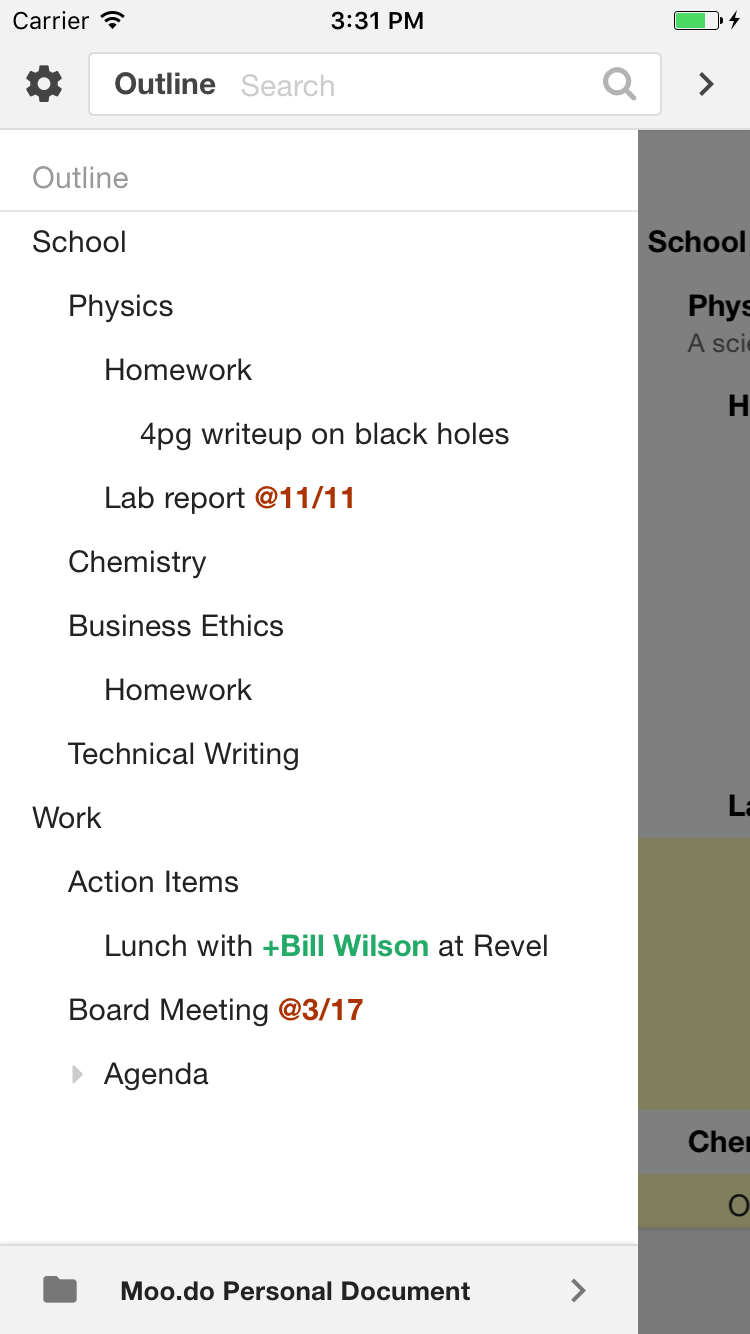 Carrier 3:31 PM
Outline Search
Outline
School
School
Physics
Phys
A scie
Homework
H
4pg writeup on black holes
Lab report @11/11
Chemistry
Business Ethics
Homework
Technical Writing
Work
La
Action Items
Lunch with +Bill Wilson at Revel
Board Meeting @3/17
Agenda
Cher
O
Moo.do Personal Document